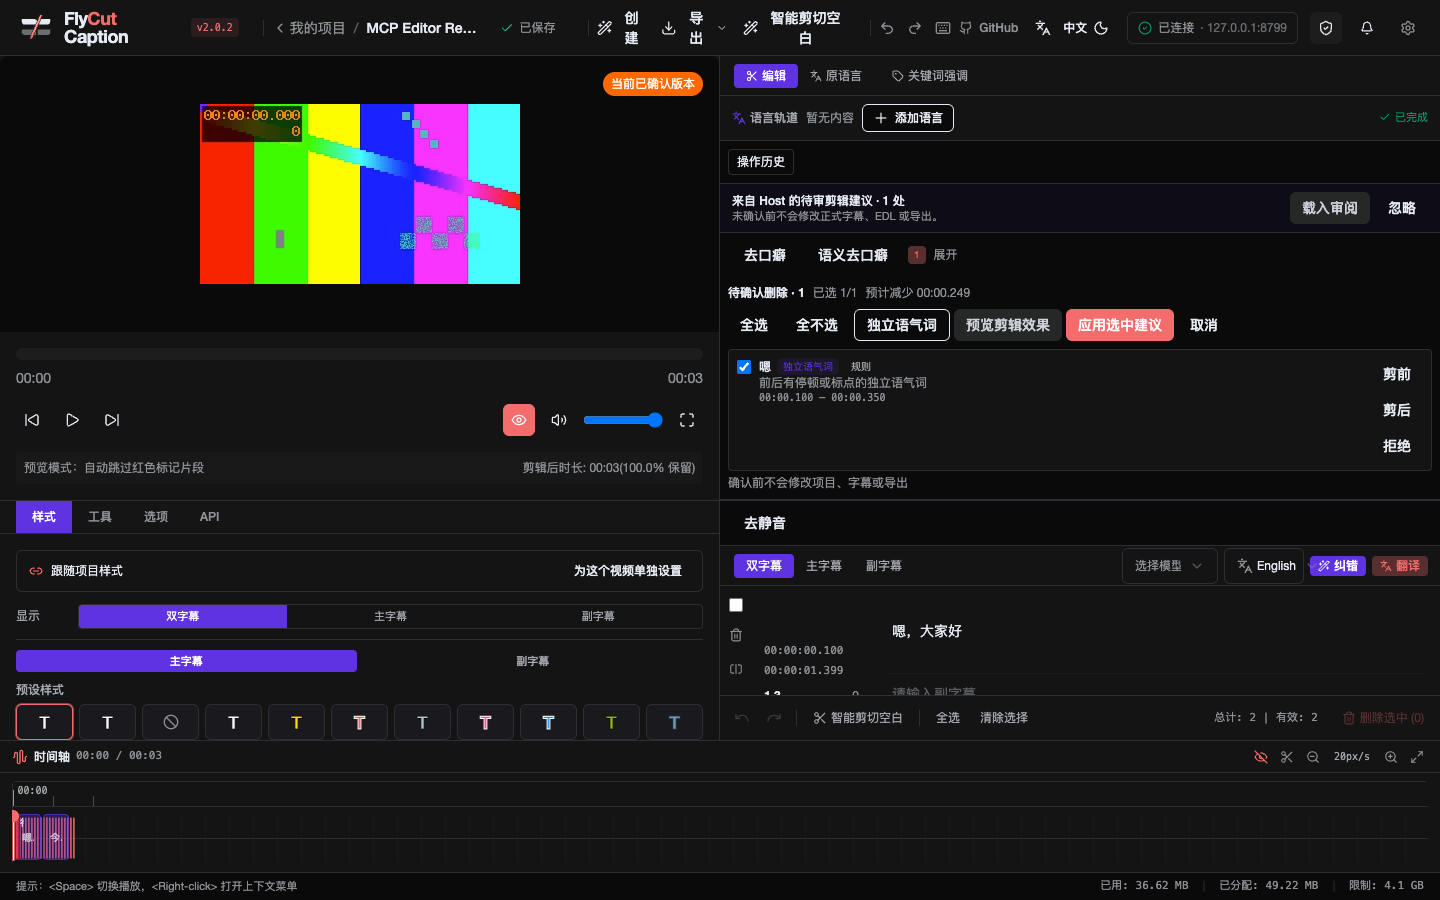 FlyCut
Caption
v2.0.2
我的项目 / MCP Editor Re...
已保存
创建
导出
智能剪切空白
GitHub
中文
已连接 · 127.0.0.1:8799
当前已确认版本
00:00:00.000
0
00:00
00:03
预览模式：自动跳过红色标记片段
剪辑后时长: 00:03(100.0% 保留)
样式
工具
选项
API
跟随项目样式
为这个视频单独设置
显示
双字幕
主字幕
副字幕
主字幕
副字幕
预设样式
T T T T T T T T T T
编辑
原语言
关键词强调
语言轨道 暂无内容
添加语言
已完成
操作历史
来自 Host 的待审剪辑建议 · 1 处
未确认前不会修改正式字幕、EDL 或导出。
载入审阅
忽略
去口癖
语义去口癖
1
展开
待确认删除 · 1 已选 1/1 预计减少 00:00.249
全选
全不选
独立语气词
预览剪辑效果
应用选中建议
取消
嗯 独立语气词 规则
前后有停顿或标点的独立语气词
00:00.100 — 00:00.350
剪前
剪后
拒绝
确认前不会修改项目、字幕或导出
去静音
双字幕
主字幕
副字幕
选择模型
English
纠错
翻译
嗯，大家好
00:00:00.100
00:00:01.399
请输入副字幕
智能剪切空白
全选
清除选择
总计: 2 | 有效: 2
删除选中 (0)
时间轴 00:00 / 00:03
20px/s
00:00
嗯,
今
提示: <Space> 切换播放, <Right-click> 打开上下文菜单
已用: 36.62 MB
已分配: 49.22 MB
限制: 4.1 GB